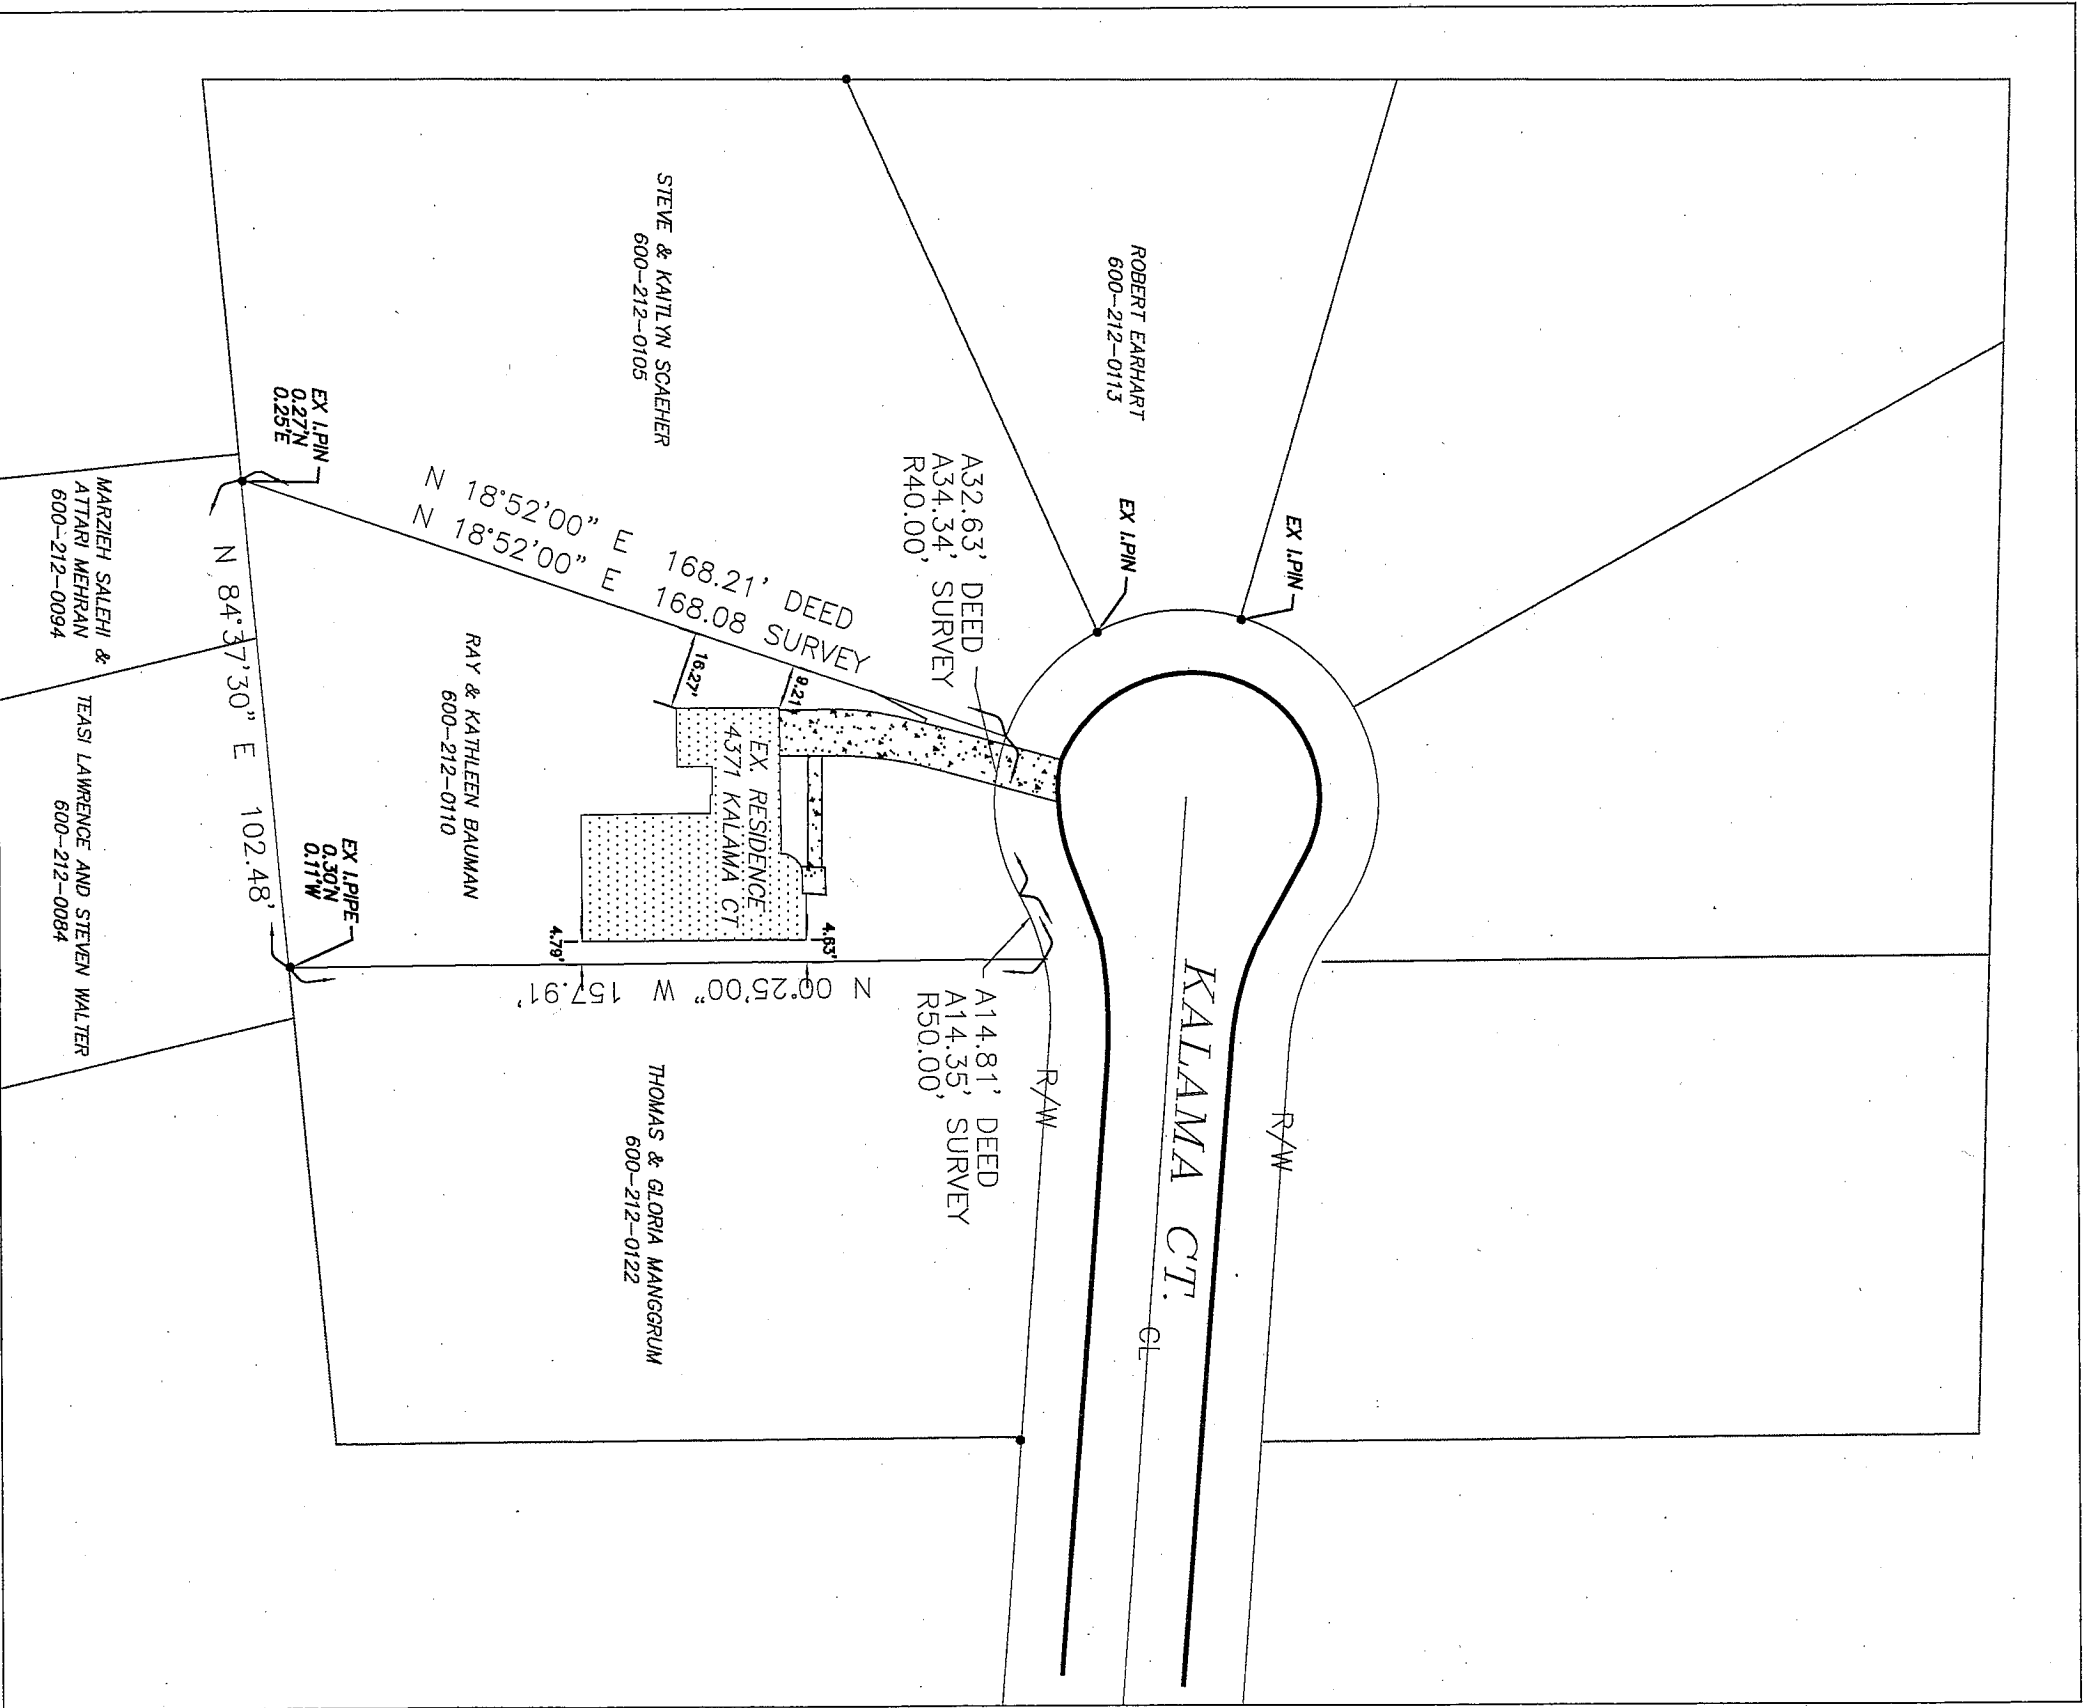 STEVE & KAITLYN SCAEHER
600-212-0105
ROBERT EARHART
600-212-0113
EX I.PIN
EX I.PIN
A32.63' DEED
A34.34' SURVEY
R40.00'
EX I.PIN
0.27'N
0.25'E
N 18°52'00" E 168.21' DEED
N 18°52'00" E 168.08 SURVEY
16.27'
9.21'
RAY & KATHLEEN BAUMAN
600-212-0110
EX. RESIDENCE
4371 KALAMA CT
4.79'
4.63'
N 84°37'30" E 102.48'
EX I.PIPE
0.30'N
0.11'W
N 00°25'00" W 157.91'
A14.81' DEED
A14.35' SURVEY
R50.00'
MARZIEH SALEHI &
ATTARI MEHRAN
600-212-0094
TEASI LAWRENCE AND STEVEN WALTER
600-212-0084
THOMAS & GLORIA MANGGRUM
600-212-0122
KALAMA CT.
R/W
R/W
CL